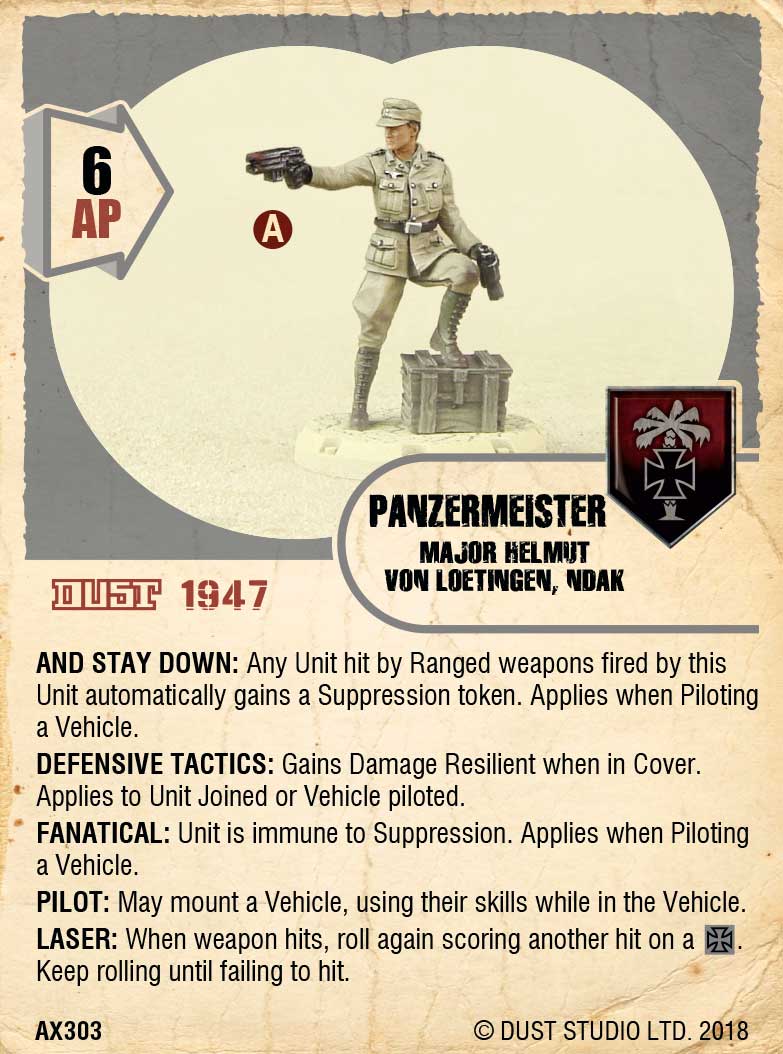 6
AP
A
PANZERMEISTER
MAJOR HELMUT
VON LOETINGEN, NDAK
DUST 1947
AND STAY DOWN: Any Unit hit by Ranged weapons fired by this
Unit automatically gains a Suppression token. Applies when Piloting
a Vehicle.
DEFENSIVE TACTICS: Gains Damage Resilient when in Cover.
Applies to Unit Joined or Vehicle piloted.
FANATICAL: Unit is immune to Suppression. Applies when Piloting
a Vehicle.
PILOT: May mount a Vehicle, using their skills while in the Vehicle.
LASER: When weapon hits, roll again scoring another hit on a .
Keep rolling until failing to hit.
AX303
© DUST STUDIO LTD. 2018